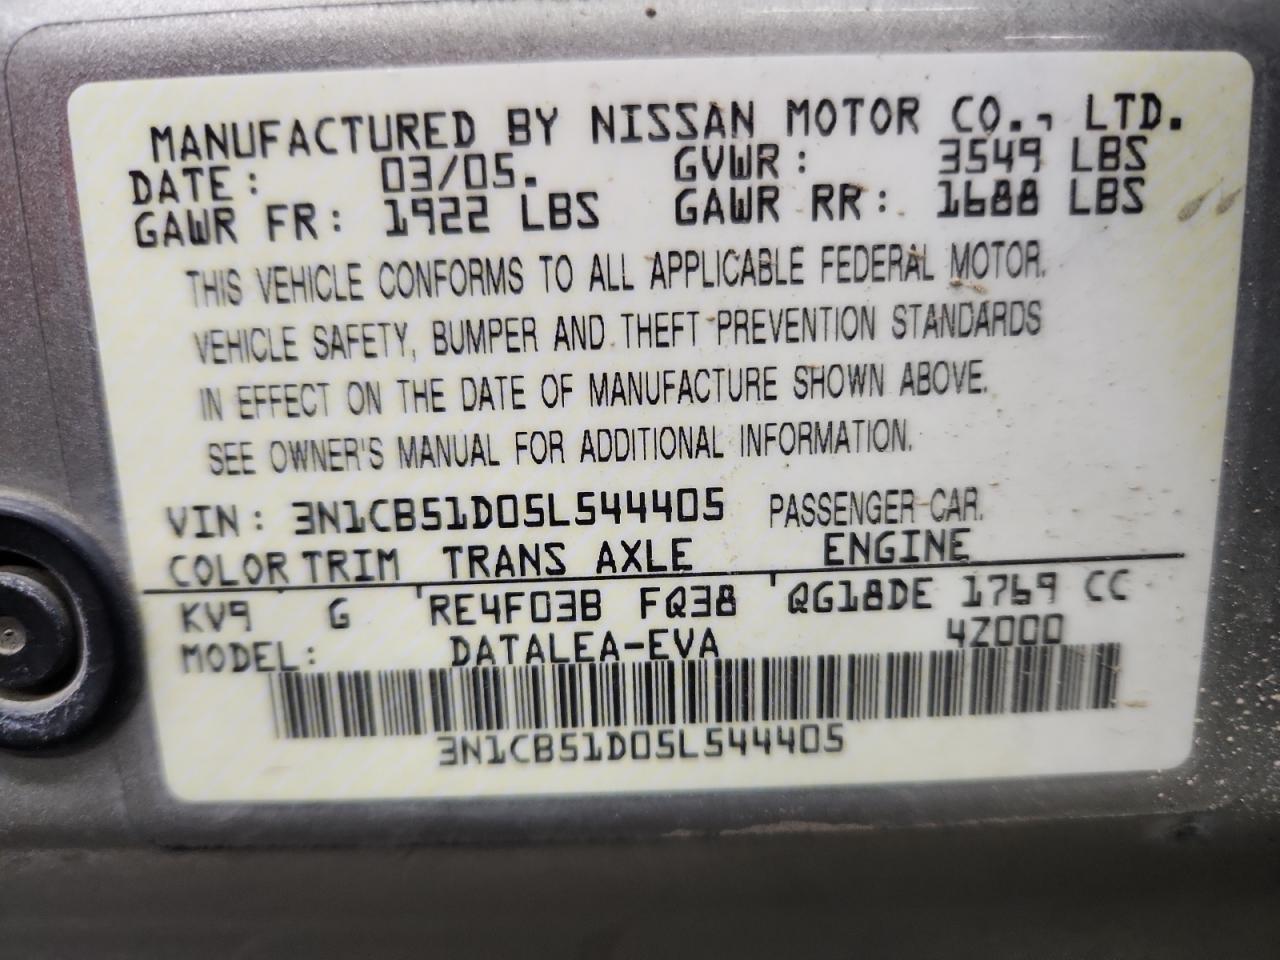 MANUFACTURED BY NISSAN MOTOR CO., LTD.
DATE: 03/05. GVWR: 3549 LBS
GAWR FR: 1922 LBS GAWR RR: 1688 LBS
THIS VEHICLE CONFORMS TO ALL APPLICABLE FEDERAL MOTOR
VEHICLE SAFETY, BUMPER AND THEFT PREVENTION STANDARDS
IN EFFECT ON THE DATE OF MANUFACTURE SHOWN ABOVE.
SEE OWNER'S MANUAL FOR ADDITIONAL INFORMATION.
VIN: 3N1CB51D05L544405 PASSENGER CAR.
COLOR TRIM TRANS AXLE ENGINE
KV9 G RE4F03B FQ38 QG18DE 1769 CC
MODEL: DATALEA-EVA 4Z000
3N1CB51D05L544405